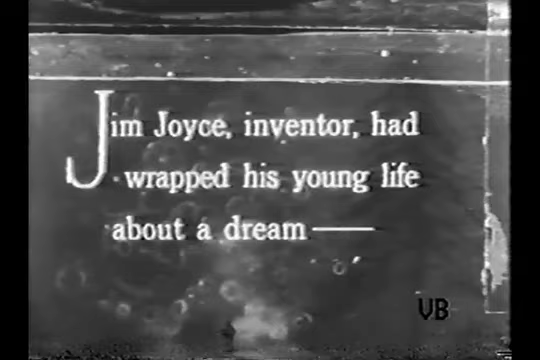 Jim Joyce, inventor, had
wrapped his young life
about a dream——
VB